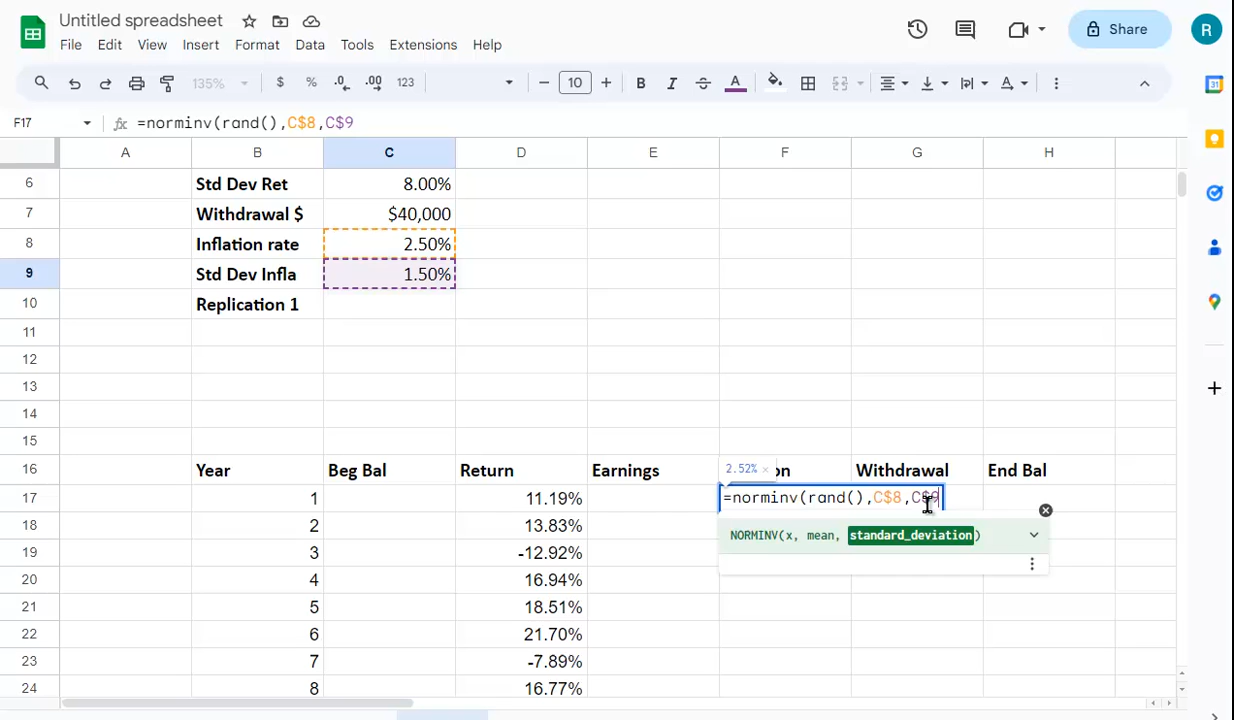 Untitled spreadsheet
File Edit View Insert Format Data Tools Extensions Help
Share
R
135% $ % .0 .00 123 10 B I A
F17 fx =norminv(rand(),C$8,C$9
A B C D E F G H
6 Std Dev Ret 8.00%
7 Withdrawal $ $40,000
8 Inflation rate 2.50%
9 Std Dev Infla 1.50%
10 Replication 1
11
12
13
14
15
16 Year Beg Bal Return Earnings 2.52% × on Withdrawal End Bal
17 1 11.19% =norminv(rand(),C$8,C$9
18 2 13.83% NORMINV(x, mean, standard_deviation)
19 3 -12.92%
20 4 16.94%
21 5 18.51%
22 6 21.70%
23 7 -7.89%
24 8 16.77%
31